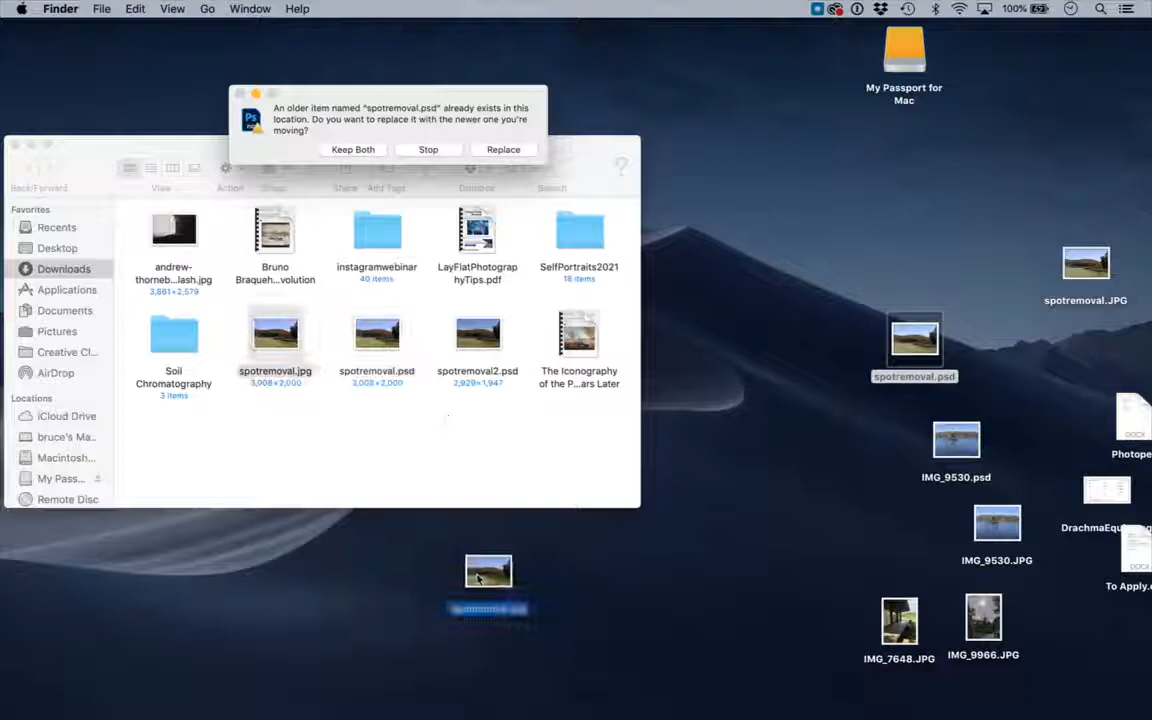 Finder File Edit View Go Window Help
100%
My Passport for
Mac
An older item named "spotremoval.psd" already exists in this
location. Do you want to replace it with the newer one you're
moving?
Keep Both Stop Replace
Back/Forward View Action Share Add Tags Dropbox Search
Favorites
Recents
Desktop
Downloads
Applications
Documents
Pictures
Creative Cl...
AirDrop
Locations
iCloud Drive
bruce's Ma...
Macintosh...
My Pass...
Remote Disc
andrew-
thorneb...lash.jpg
3,861×2,579
Bruno
Braqueh...volution
instagramwebinar
40 items
LayFlatPhotograp
hyTips.pdf
SelfPortraits2021
18 items
Soil
Chromatography
3 items
spotremoval.jpg
3,008×2,000
spotremoval.psd
3,008×2,000
spotremoval2.psd
2,929×1,947
The Iconography
of the P...ars Later
spotremoval.JPG
spotremoval.psd
IMG_9530.psd
DOCX
Photope
DrachmaEqu
IMG_9530.JPG
DOCX
To Apply.
IMG_7648.JPG
IMG_9966.JPG